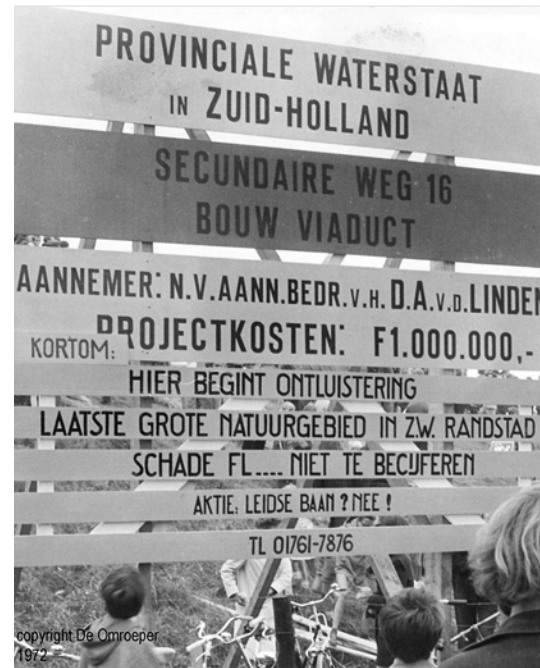 PROVINCIALE WATERSTAAT
IN ZUID-HOLLAND
SECUNDAIRE WEG 16
BOUW VIADUCT
AANNEMER: N.V.AANN.BEDR.V.H. D.A.V.D.LINDEN
PROJECTKOSTEN: F1.000.000,-
KORTOM:
HIER BEGINT ONTLUISTERING
LAATSTE GROTE NATUURGEBIED IN Z.W. RANDSTAD
SCHADE FL.... NIET TE BECIJFEREN
AKTIE: LEIDSE BAAN ? NEE !
TL 01761-7876
copyright De Omroeper
1972